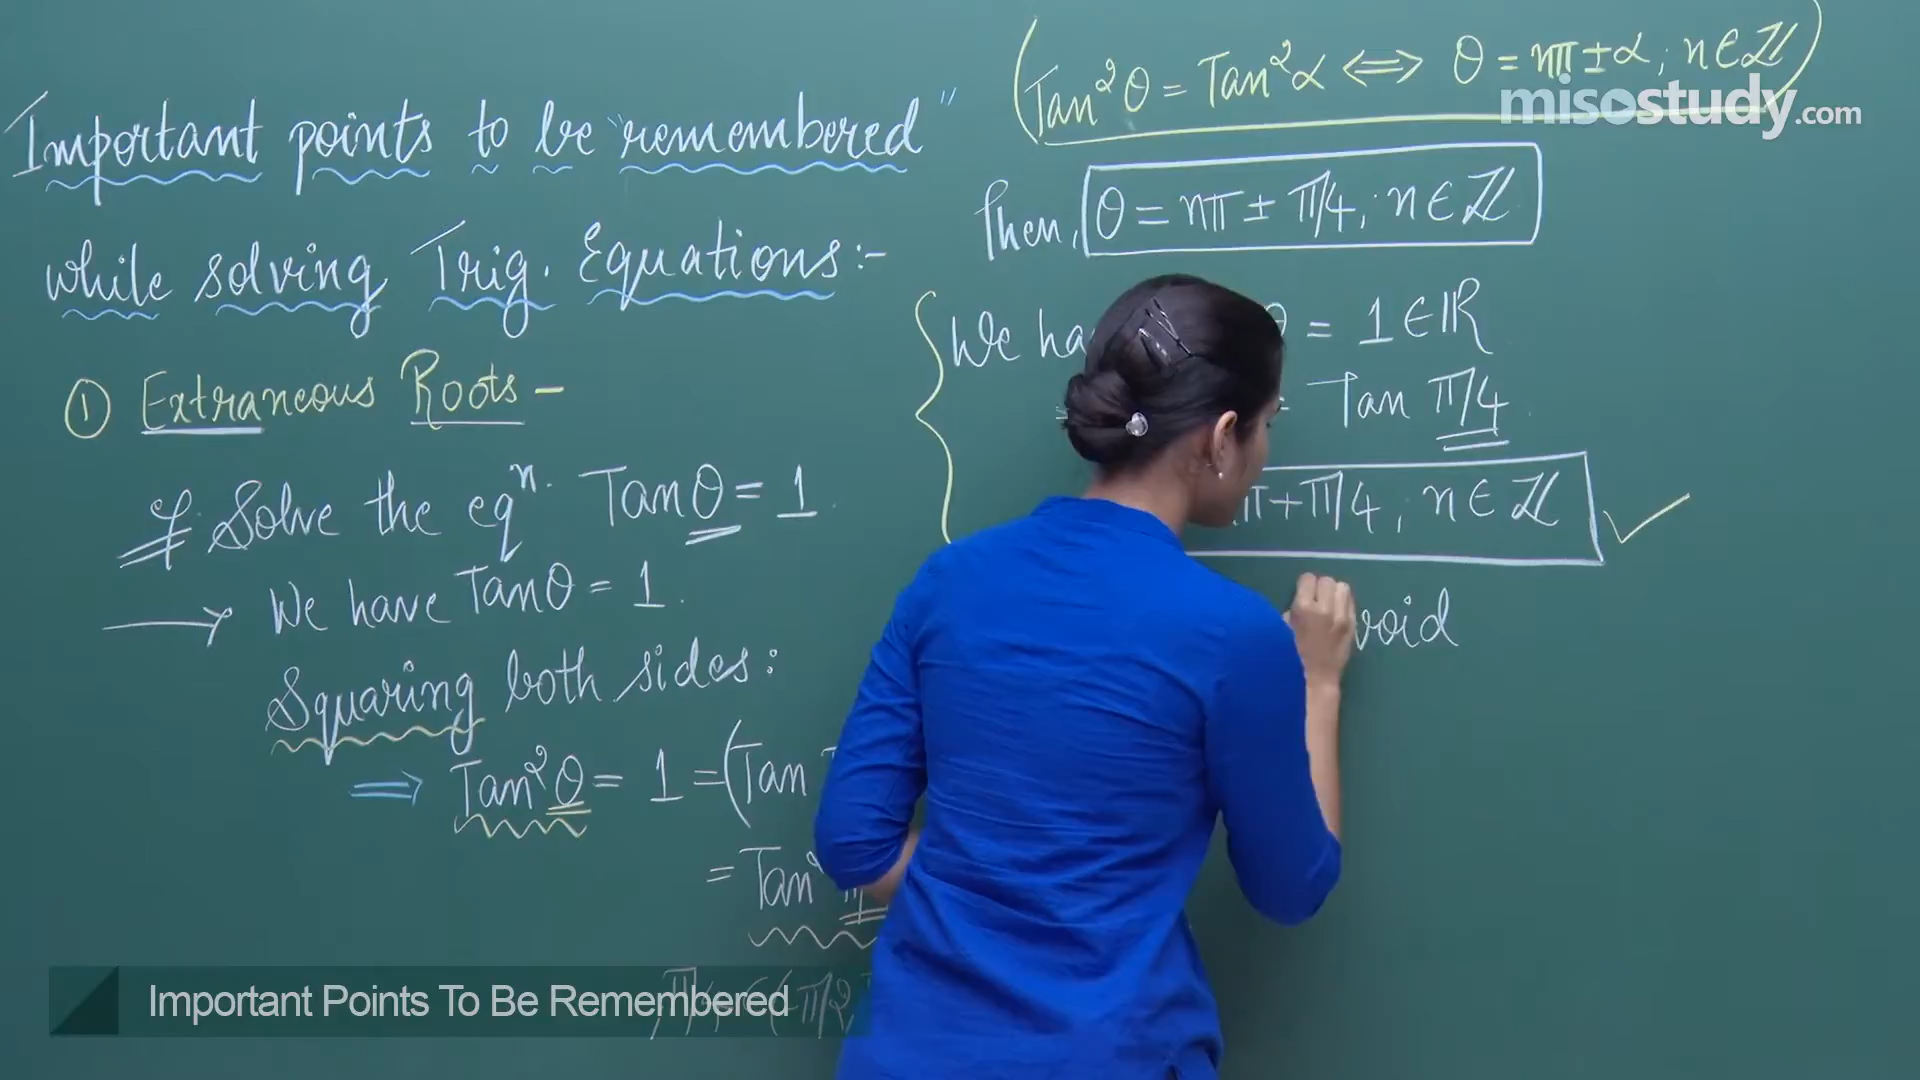 Important points to be "remembered"
while solving Trig. Equations:-
① Extraneous Roots -
Solve the eqⁿ. Tanθ = 1.
We have Tanθ = 1.
Squaring both sides:
⇒ Tan²θ = 1 = (Tan
= Tan²
(Tan²θ = Tan²α ⇔ θ = nπ ± α; n∈ℤ)
Then, θ = nπ ± π/4, n∈ℤ
We ha θ = 1 ∈ ℝ
= Tan π/4
π + π/4, n∈ℤ ✓
void
misostudy.com
Important Points To Be Remembered